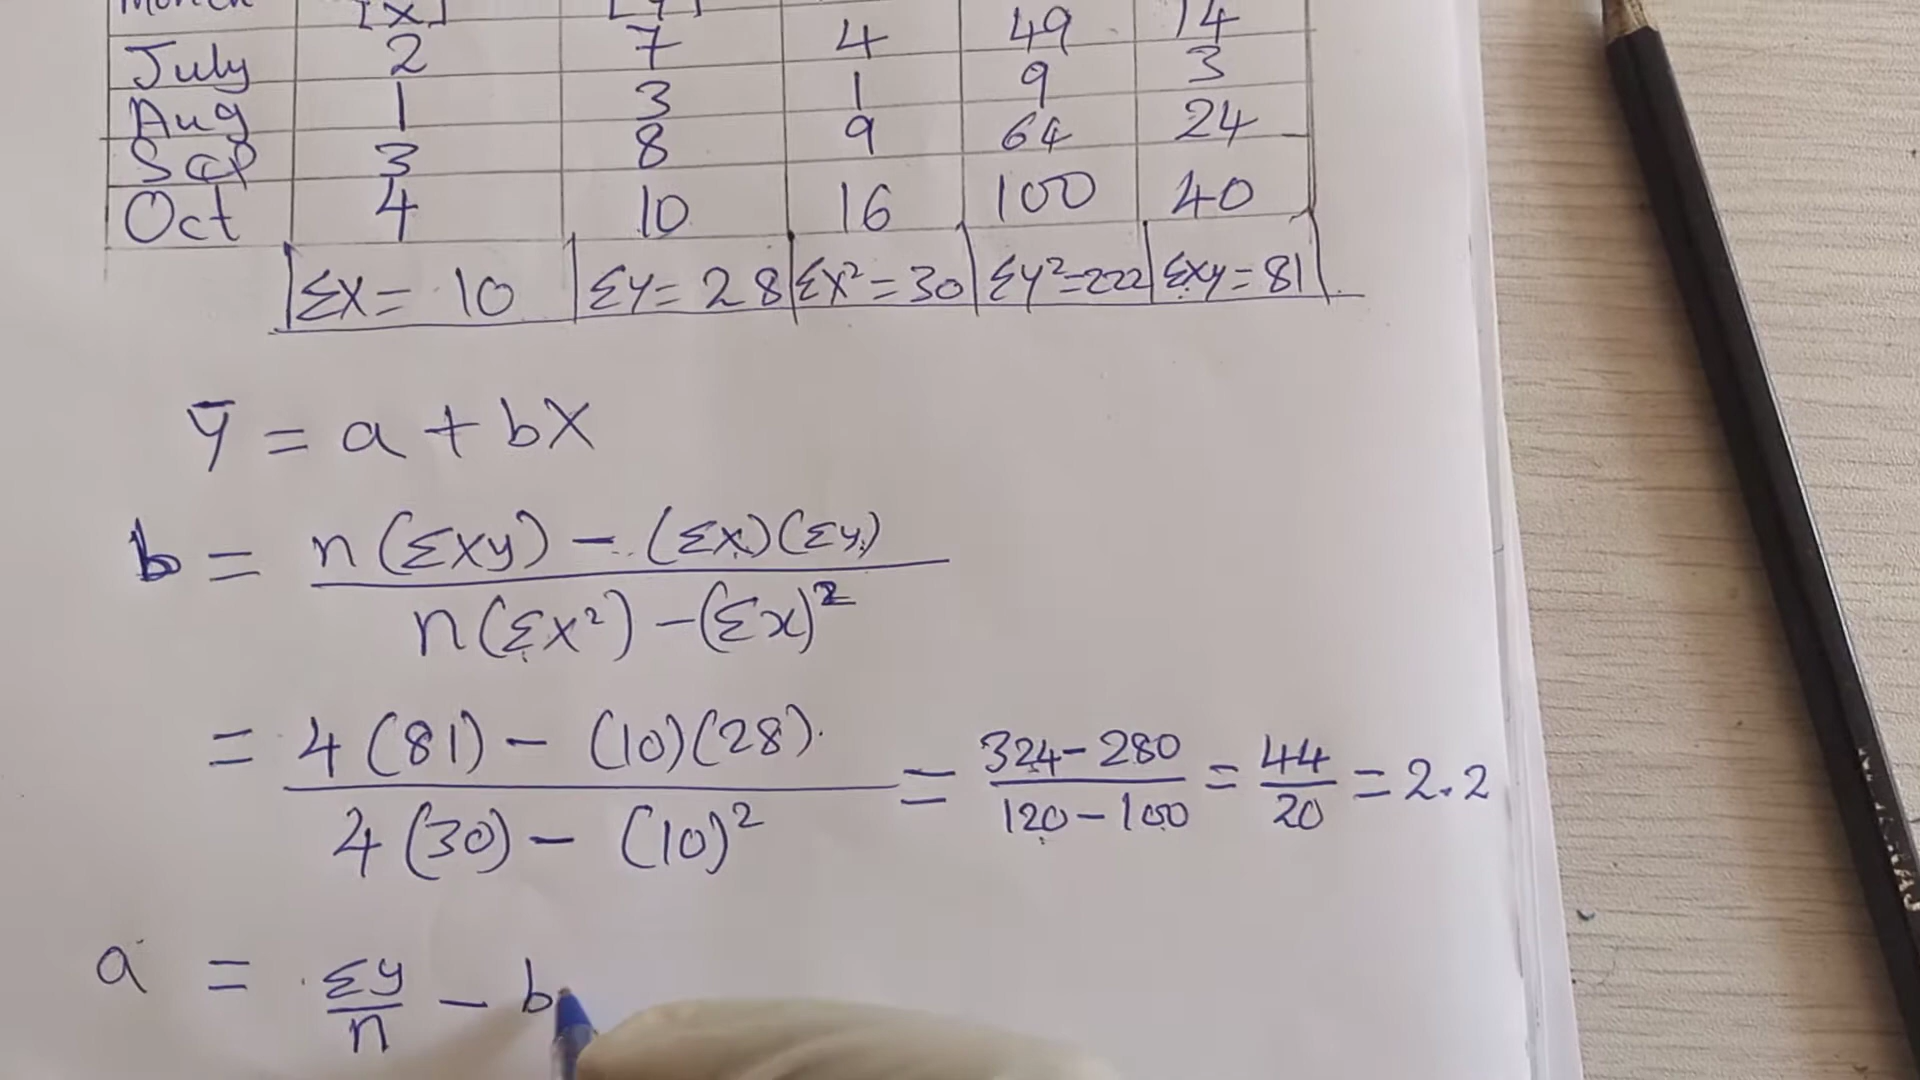 Month [x] [y]
July 2 7 4 49 14
Aug 1 3 1 9 3
Sep 3 8 9 64 24
Oct 4 10 16 100 40
Σx = 10 Σy = 28 Σx² = 30 Σy² = 222 Σxy = 81
ȳ = a + bx
b = n(Σxy) - (Σx)(Σy)
n(Σx²) - (Σx)²
= 4(81) - (10)(28) = 324 - 280 = 44 = 2.2
4(30) - (10)² 120 - 100 20
a = Σy - b
n